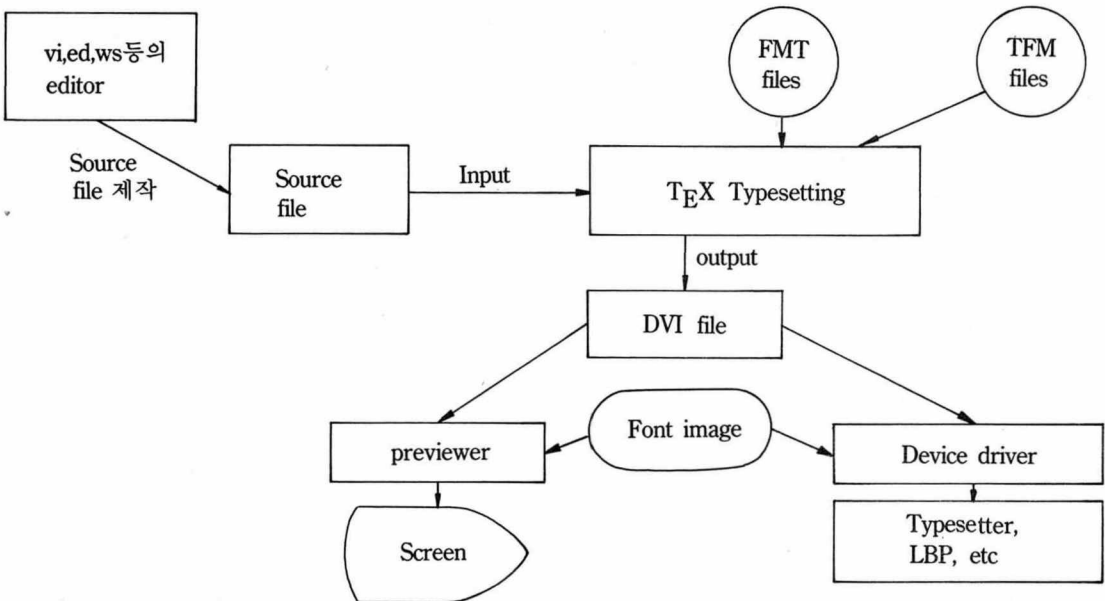 vi,ed,ws등의
editor
FMT
files
TFM
files
Source
file 제작
Source
file
Input
TEX Typesetting
output
DVI file
Font image
previewer
Device driver
Screen
Typesetter,
LBP, etc